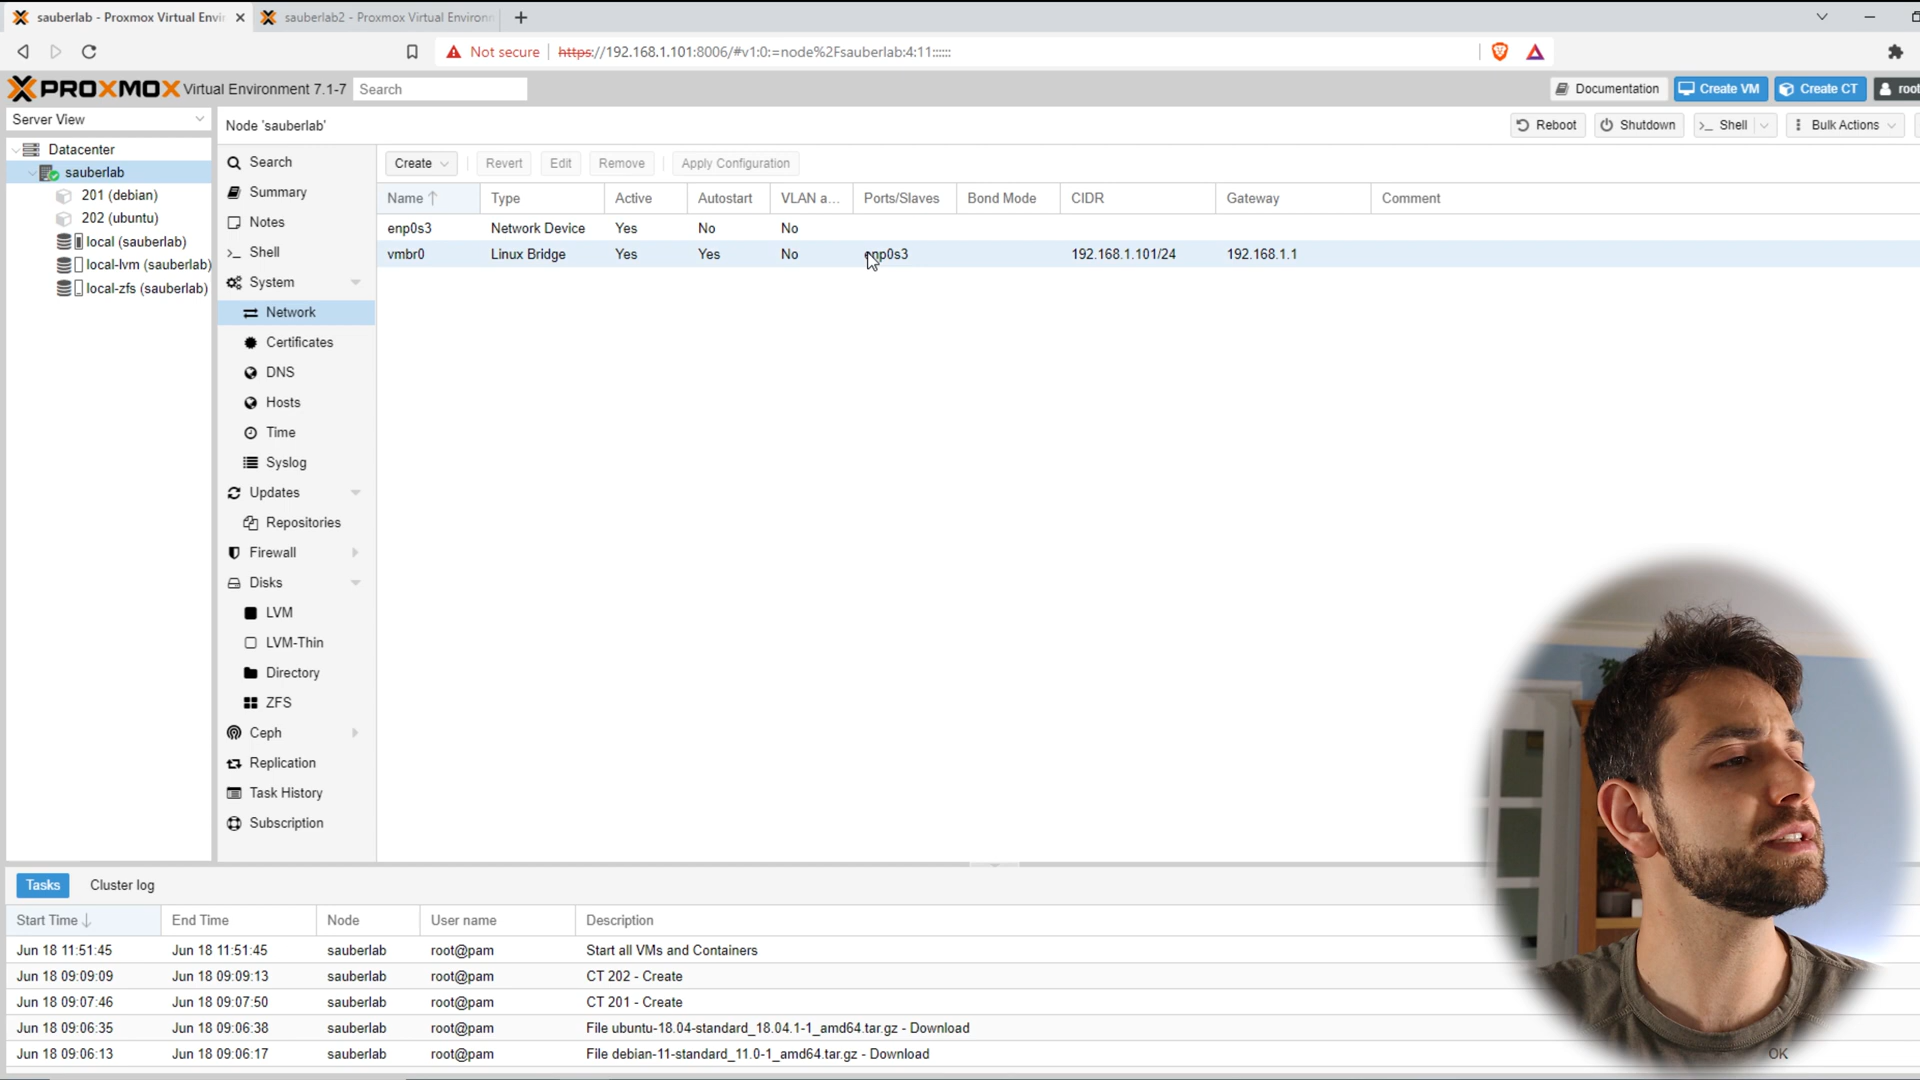 sauberlab - Proxmox Virtual Envir
sauberlab2 - Proxmox Virtual Environm
Not secure
https://192.168.1.101:8006/#v1:0:=node%2Fsauberlab:4:11::::::
PROXMOX Virtual Environment 7.1-7
Search
Documentation
Create VM
Create CT
root
Server View
Node 'sauberlab'
Reboot
Shutdown
Shell
Bulk Actions
Datacenter
sauberlab
201 (debian)
202 (ubuntu)
local (sauberlab)
local-lvm (sauberlab)
local-zfs (sauberlab)
Search
Summary
Notes
Shell
System
Network
Certificates
DNS
Hosts
Time
Syslog
Updates
Repositories
Firewall
Disks
LVM
LVM-Thin
Directory
ZFS
Ceph
Replication
Task History
Subscription
Create Revert Edit Remove Apply Configuration
Name Type Active Autostart VLAN a... Ports/Slaves Bond Mode CIDR Gateway Comment
enp0s3 Network Device Yes No No
vmbr0 Linux Bridge Yes Yes No enp0s3 192.168.1.101/24 192.168.1.1
Tasks Cluster log
Start Time End Time Node User name Description
Jun 18 11:51:45 Jun 18 11:51:45 sauberlab root@pam Start all VMs and Containers
Jun 18 09:09:09 Jun 18 09:09:13 sauberlab root@pam CT 202 - Create
Jun 18 09:07:46 Jun 18 09:07:50 sauberlab root@pam CT 201 - Create
Jun 18 09:06:35 Jun 18 09:06:38 sauberlab root@pam File ubuntu-18.04-standard_18.04.1-1_amd64.tar.gz - Download
Jun 18 09:06:13 Jun 18 09:06:17 sauberlab root@pam File debian-11-standard_11.0-1_amd64.tar.gz - Download
OK